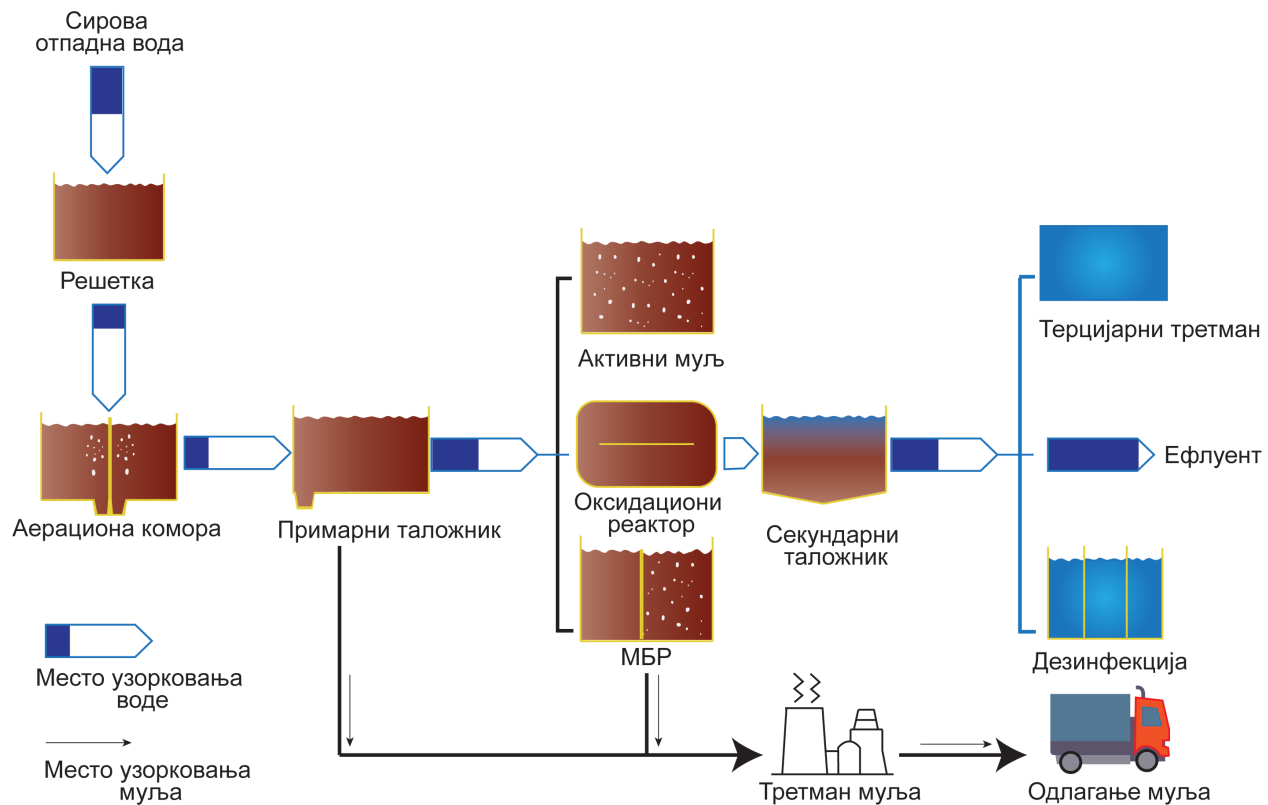 Сирова
отпадна вода
Решетка
Аерациона комора
Примарни таложник
Активни муљ
Оксидациони
реактор
МБР
Секундарни
таложник
Терцијарни третман
Ефлуент
Дезинфекција
Место узорковања
воде
Место узорковања
муља
Третман муља
Одлагање муља